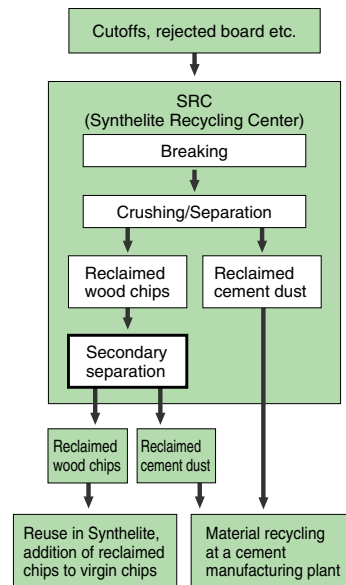 Cutoffs, rejected board etc.
SRC
(Synthelite Recycling Center)
Breaking
Crushing/Separation
Reclaimed
wood chips
Reclaimed
cement dust
Secondary
separation
Reclaimed
wood chips
Reclaimed
cement dust
Reuse in Synthelite,
addition of reclaimed
chips to virgin chips
Material recycling
at a cement
manufacturing plant